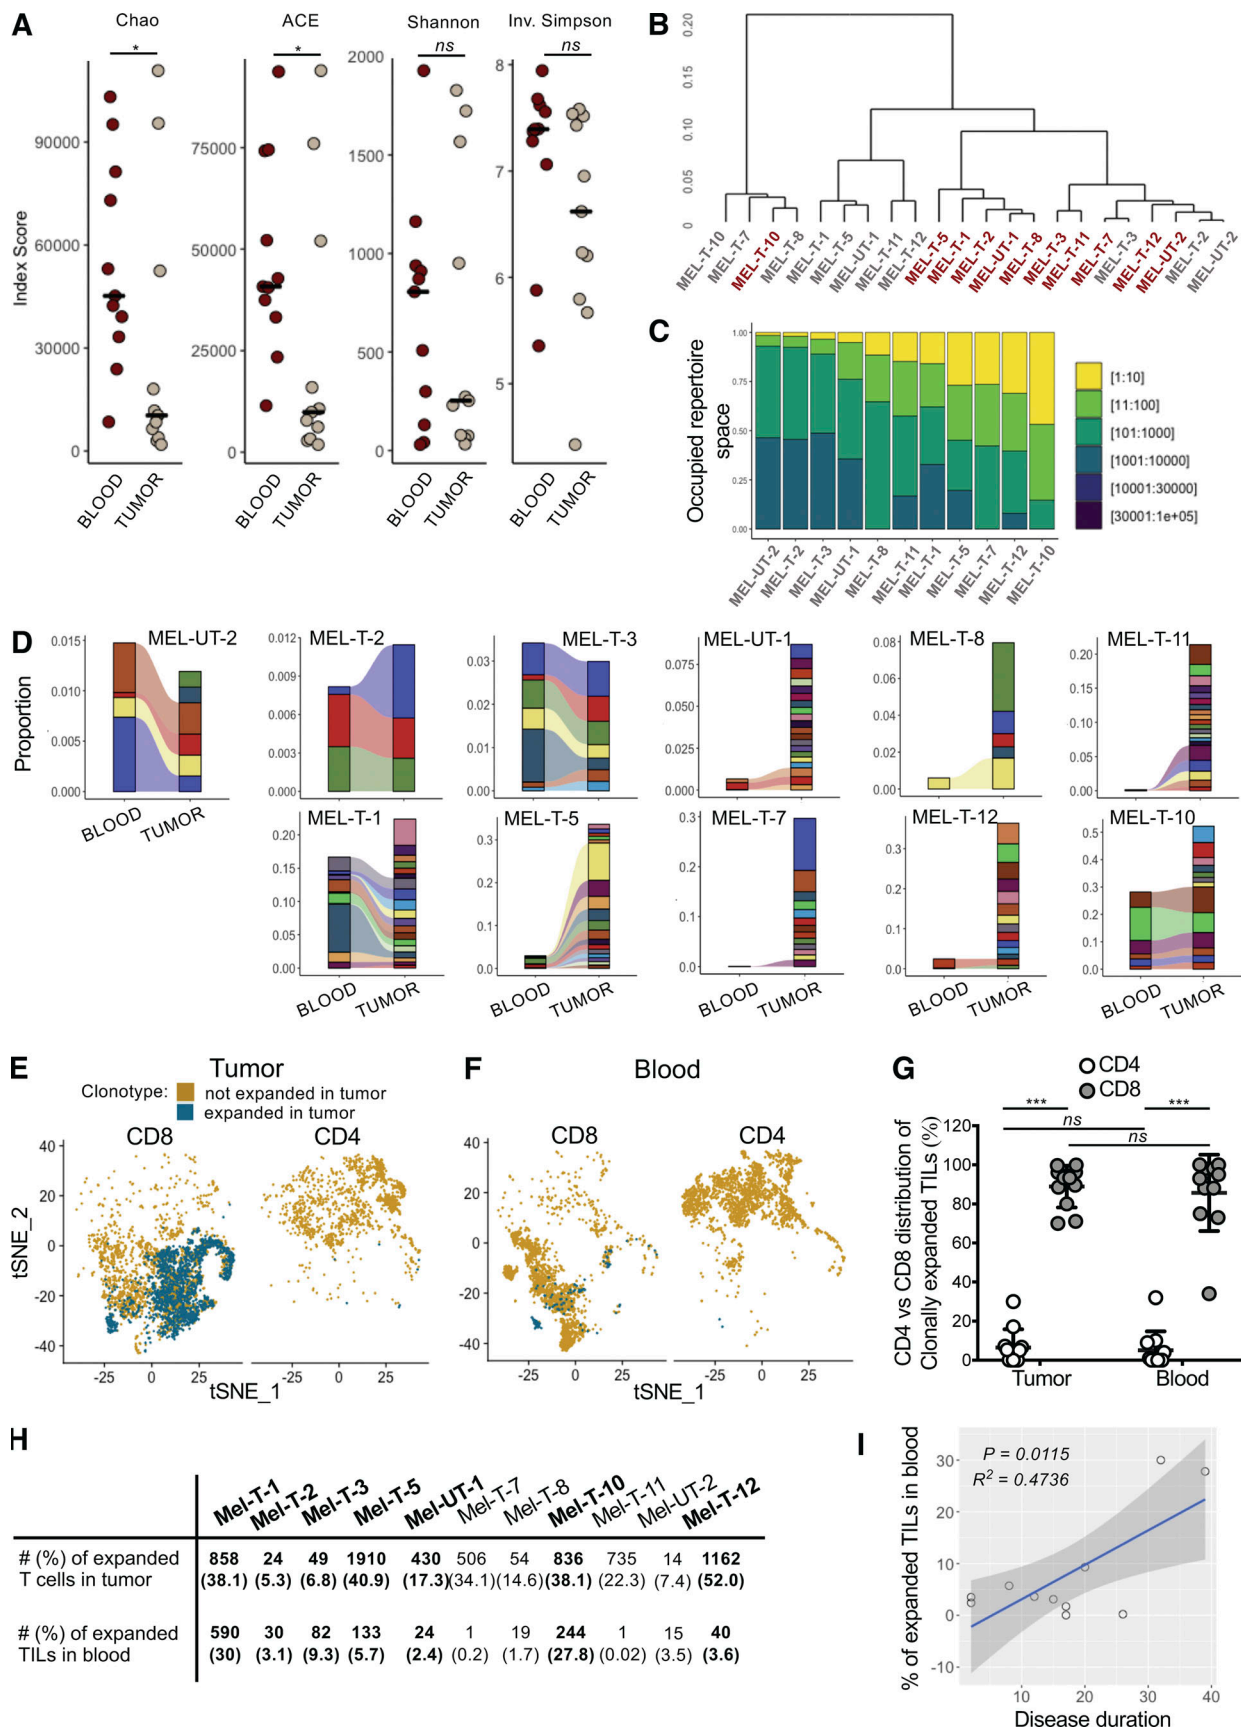 A
Chao
ACE
Shannon
Inv. Simpson
*
*
ns
ns
Index Score
90000
60000
30000
0
75000
50000
25000
0
2000
1500
1000
500
0
8
7
6
5
BLOOD
TUMOR
BLOOD
TUMOR
BLOOD
TUMOR
BLOOD
TUMOR
B
0.20
0.15
0.10
0.05
0
MEL-T-10
MEL-T-7
MEL-T-10
MEL-T-8
MEL-T-1
MEL-T-5
MEL-UT-1
MEL-T-11
MEL-T-12
MEL-T-5
MEL-T-1
MEL-T-2
MEL-UT-1
MEL-T-8
MEL-T-3
MEL-T-11
MEL-T-7
MEL-T-3
MEL-T-12
MEL-UT-2
MEL-T-2
MEL-UT-2
C
Occupied repertoire
space
1.00
0.75
0.50
0.25
0.00
MEL-UT-2
MEL-T-2
MEL-T-3
MEL-UT-1
MEL-T-8
MEL-T-11
MEL-T-1
MEL-T-5
MEL-T-7
MEL-T-12
MEL-T-10
[1:10]
[11:100]
[101:1000]
[1001:10000]
[10001:30000]
[30001:1e+05]
D
Proportion
MEL-UT-2
0.015
0.010
0.005
0.000
BLOOD
TUMOR
MEL-T-2
0.012
0.009
0.006
0.003
0.000
MEL-T-3
0.03
0.02
0.01
0.00
MEL-UT-1
0.075
0.050
0.025
0.000
MEL-T-8
0.08
0.06
0.04
0.02
0.00
MEL-T-11
0.20
0.15
0.10
0.05
0.00
MEL-T-1
0.20
0.15
0.10
0.05
0.00
BLOOD
TUMOR
MEL-T-5
0.3
0.2
0.1
0.0
BLOOD
TUMOR
MEL-T-7
0.3
0.2
0.1
0.0
BLOOD
TUMOR
MEL-T-12
0.3
0.2
0.1
0.0
BLOOD
TUMOR
MEL-T-10
0.5
0.4
0.3
0.2
0.1
0.0
BLOOD
TUMOR
E
Tumor
Clonotype:
not expanded in tumor
expanded in tumor
CD8
CD4
tSNE_2
40
20
0
-20
-40
-25
0
25
-25
0
25
tSNE_1
F
Blood
CD8
CD4
40
20
0
-20
-40
-25
0
25
-25
0
25
tSNE_1
G
CD4
CD8
***
***
ns
ns
CD4 vs CD8 distribution of
Clonally expanded TILs (%)
120
100
80
60
40
20
0
Tumor
Blood
H
Mel-T-1
Mel-T-2
Mel-T-3
Mel-T-5
Mel-UT-1
Mel-T-7
Mel-T-8
Mel-T-10
Mel-T-11
Mel-UT-2
Mel-T-12
# (%) of expanded 858 24 49 1910 430 506 54 836 735 14 1162
T cells in tumor (38.1) (5.3) (6.8) (40.9) (17.3) (34.1) (14.6) (38.1) (22.3) (7.4) (52.0)
# (%) of expanded 590 30 82 133 24 1 19 244 1 15 40
TILs in blood (30) (3.1) (9.3) (5.7) (2.4) (0.2) (1.7) (27.8) (0.02) (3.5) (3.6)
I
% of expanded TILs in blood
P = 0.0115
R² = 0.4736
30
20
10
0
-10
10
20
30
40
Disease duration